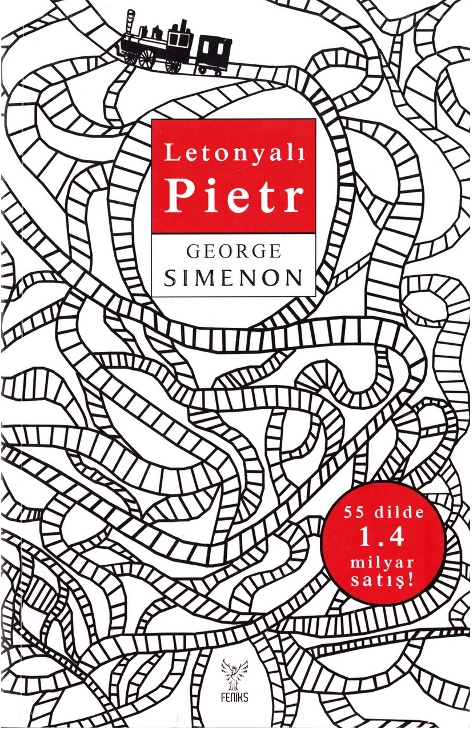 Letonyalı
Pietr
GEORGE
SIMENON
55 dilde
1.4
milyar
satış!
FENİKS